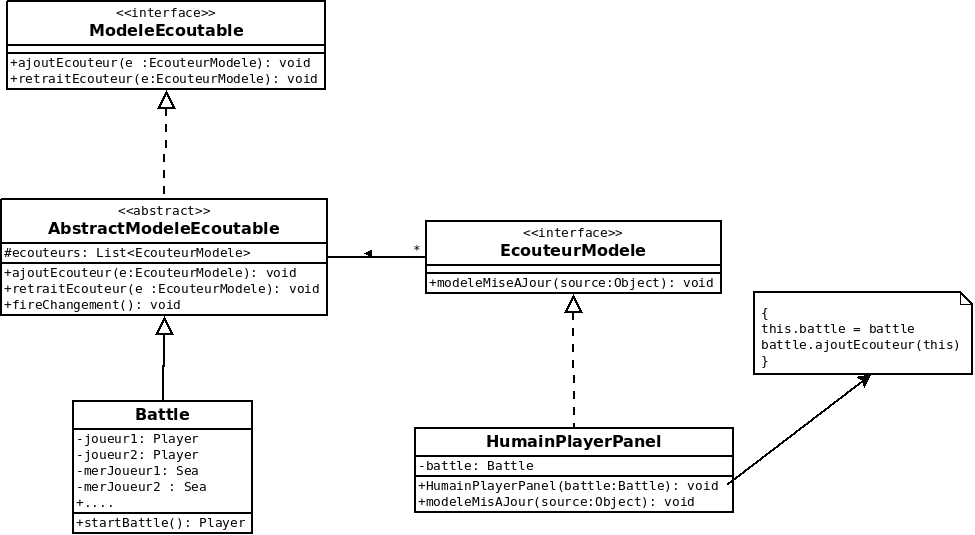 <<interface>>
ModeleEcoutable
+ajoutEcouteur(e :EcouteurModele): void
+retraitEcouteur(e:EcouteurModele): void
<<abstract>>
AbstractModeleEcoutable
#ecouteurs: List<EcouteurModele>
+ajoutEcouteur(e:EcouteurModele): void
+retraitEcouteur(e :EcouteurModele): void
+fireChangement(): void
*
<<interface>>
EcouteurModele
+modeleMiseAJour(source:Object): void
{
this.battle = battle
battle.ajoutEcouteur(this)
}
Battle
-joueur1: Player
-joueur2: Player
-merJoueur1: Sea
-merJoueur2 : Sea
+....
+startBattle(): Player
HumainPlayerPanel
-battle: Battle
+HumainPlayerPanel(battle:Battle): void
+modeleMisAJour(source:Object): void